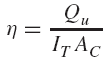 η = Q_u / (I_T A_C)